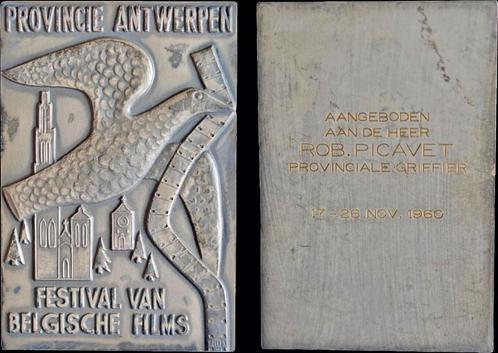 PROVINCIE ANTWERPEN
FESTIVAL VAN
BELGISCHE FILMS
AANGEBODEN
AAN DE HEER
ROB. PICAVET
PROVINCIALE GRIFFIER
17-26 NOV. 1960